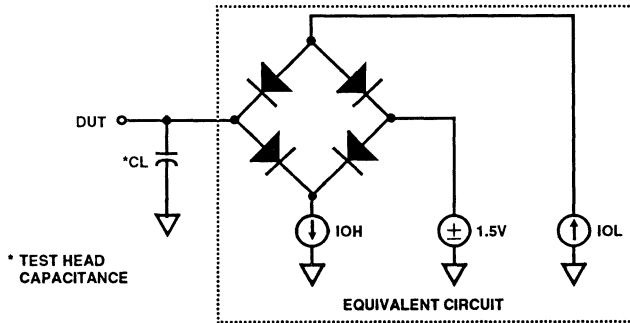 DUT
*CL
IOH
± 1.5V
IOL
* TEST HEAD
CAPACITANCE
EQUIVALENT CIRCUIT